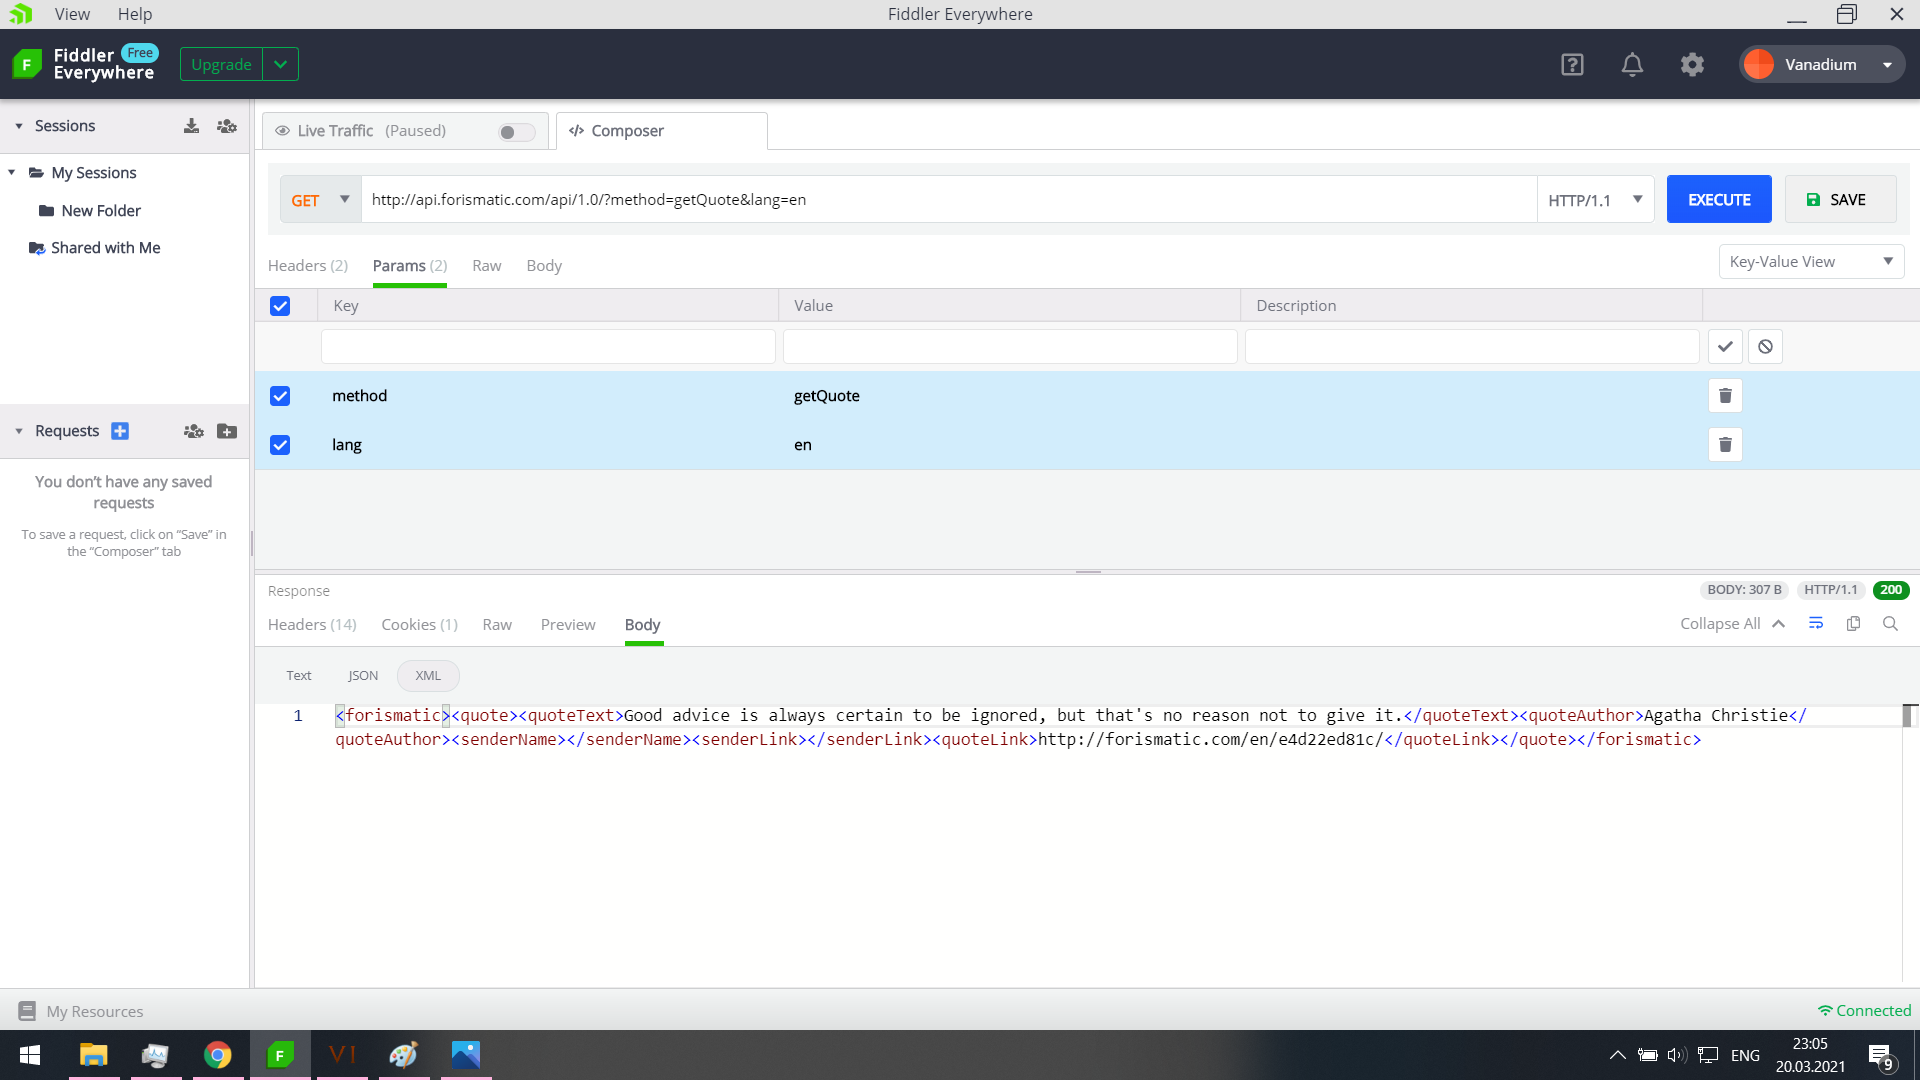 View Help Fiddler Everywhere
Fiddler Everywhere Free
Upgrade
Vanadium
Sessions
My Sessions
New Folder
Shared with Me
Requests
You don’t have any saved
requests
To save a request, click on “Save” in
the “Composer” tab
Live Traffic (Paused) Composer
GET http://api.forismatic.com/api/1.0/?method=getQuote&lang=en HTTP/1.1 EXECUTE SAVE
Headers (2) Params (2) Raw Body Key-Value View
Key Value Description
method getQuote
lang en
Response BODY: 307 B HTTP/1.1 200
Headers (14) Cookies (1) Raw Preview Body Collapse All
Text JSON XML
1 <forismatic><quote><quoteText>Good advice is always certain to be ignored, but that's no reason not to give it.</quoteText><quoteAuthor>Agatha Christie</
quoteAuthor><senderName></senderName><senderLink></senderLink><quoteLink>http://forismatic.com/en/e4d22ed81c/</quoteLink></quote></forismatic>
My Resources Connected
F VI ENG 23:05
20.03.2021 9